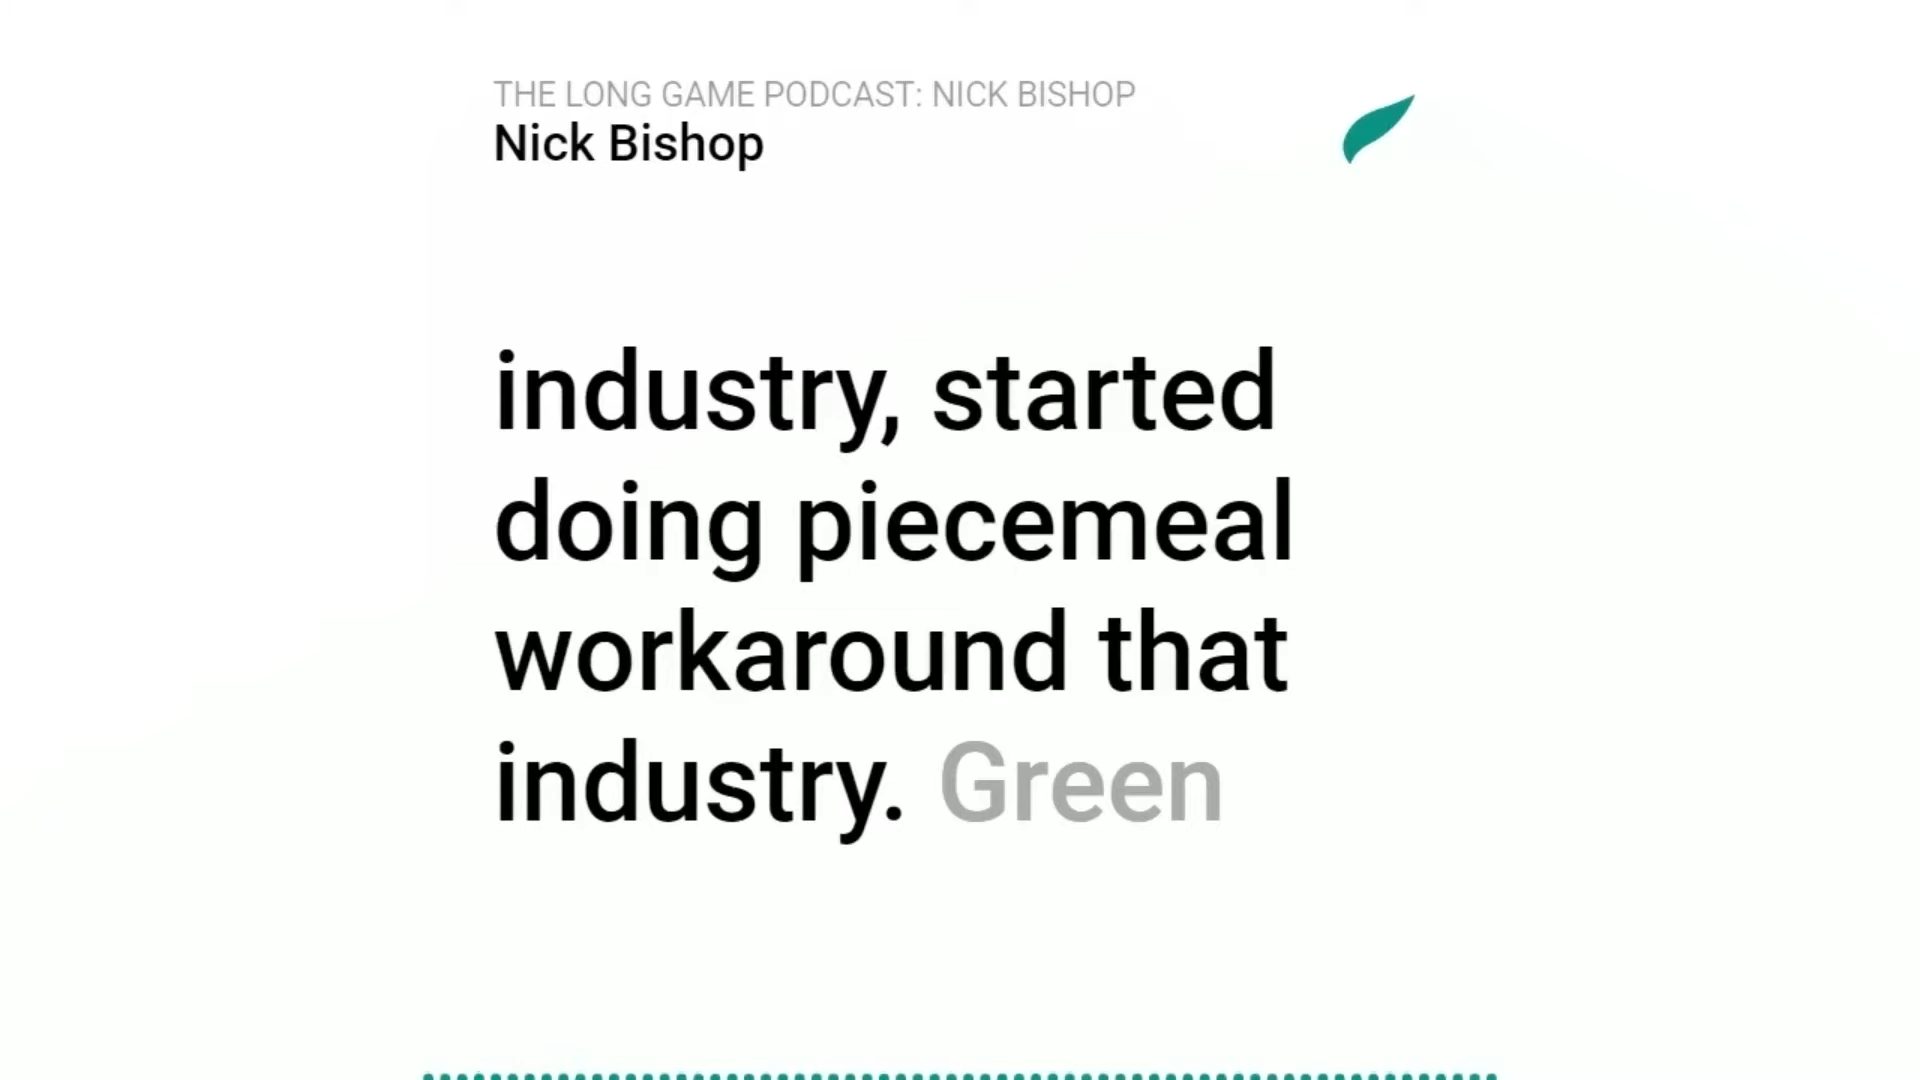 THE LONG GAME PODCAST: NICK BISHOP
Nick Bishop
industry, started
doing piecemeal
workaround that
industry. Green